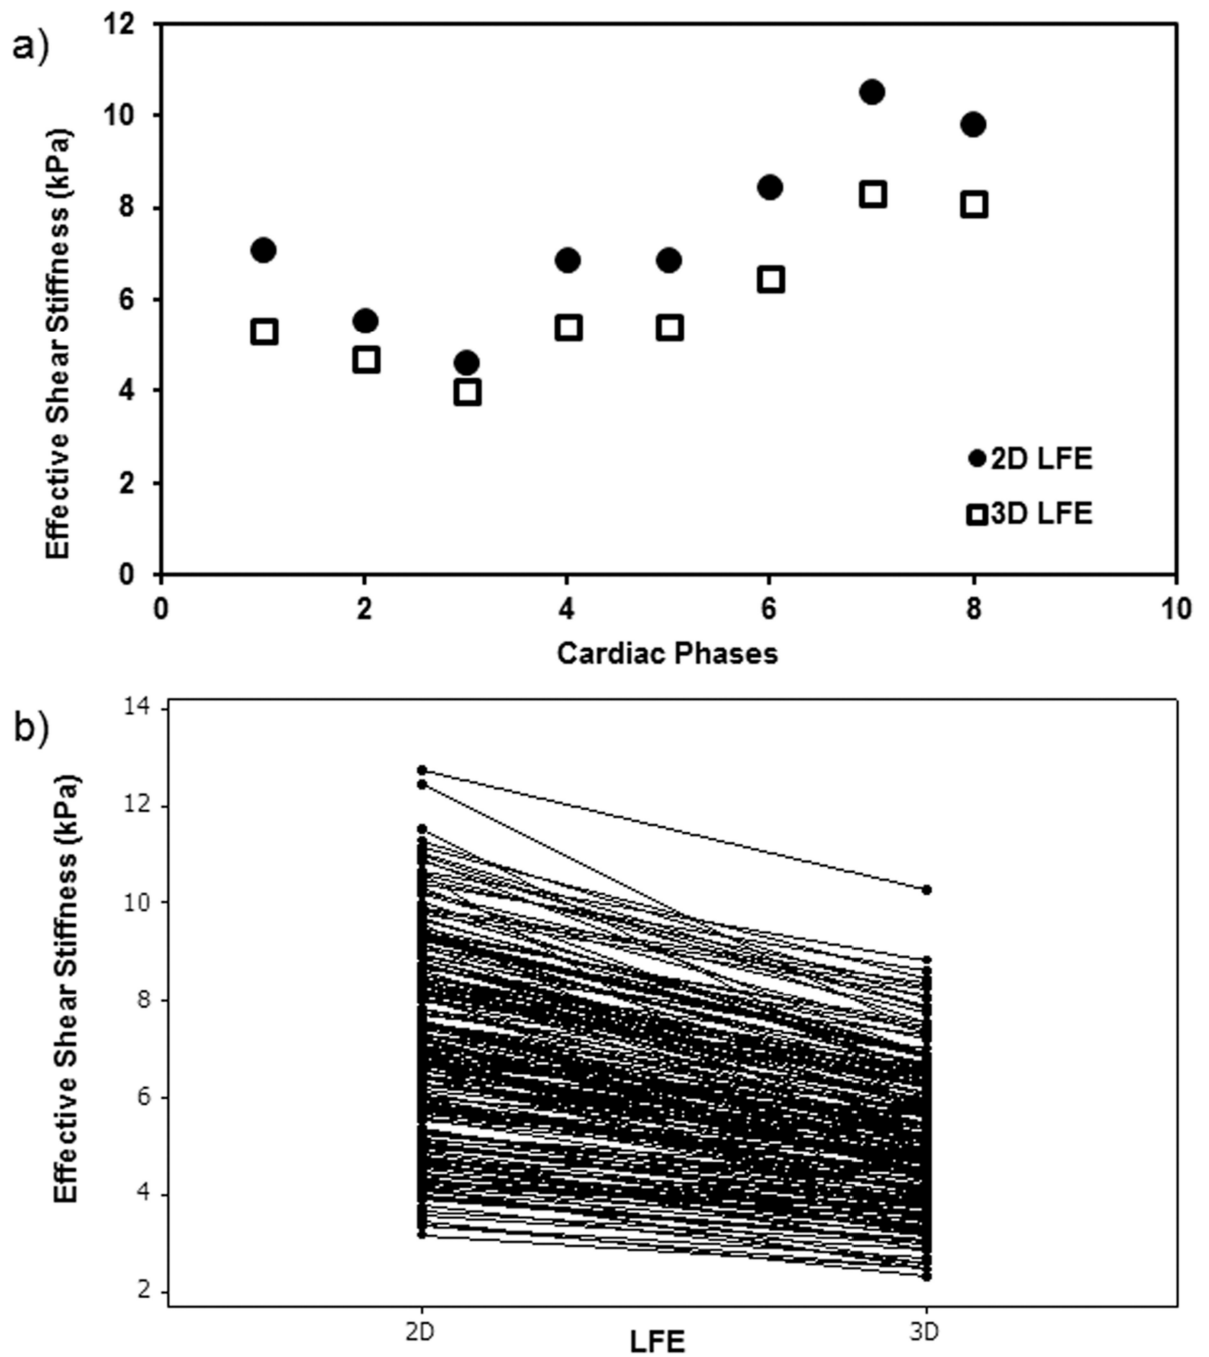 a)
Effective Shear Stiffness (kPa)
12
10
8
6
4
2
0
2D LFE
3D LFE
0 2 4 6 8 10
Cardiac Phases
b)
Effective Shear Stiffness (kPa)
14
12
10
8
6
4
2
2D 3D
LFE